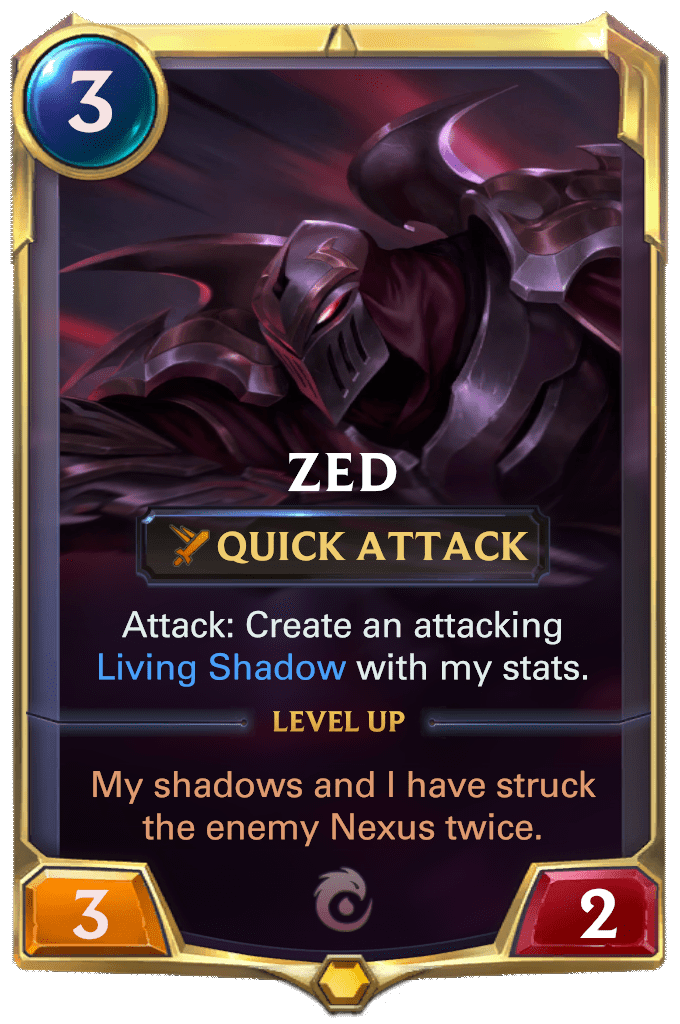 3
ZED
QUICK ATTACK
Attack: Create an attacking
Living Shadow with my stats.
LEVEL UP
My shadows and I have struck
the enemy Nexus twice.
3
2